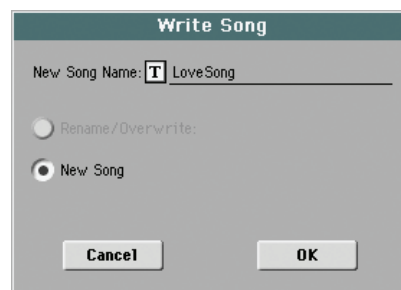 Write Song
New Song Name: T LoveSong
Rename/Overwrite:
New Song
Cancel OK